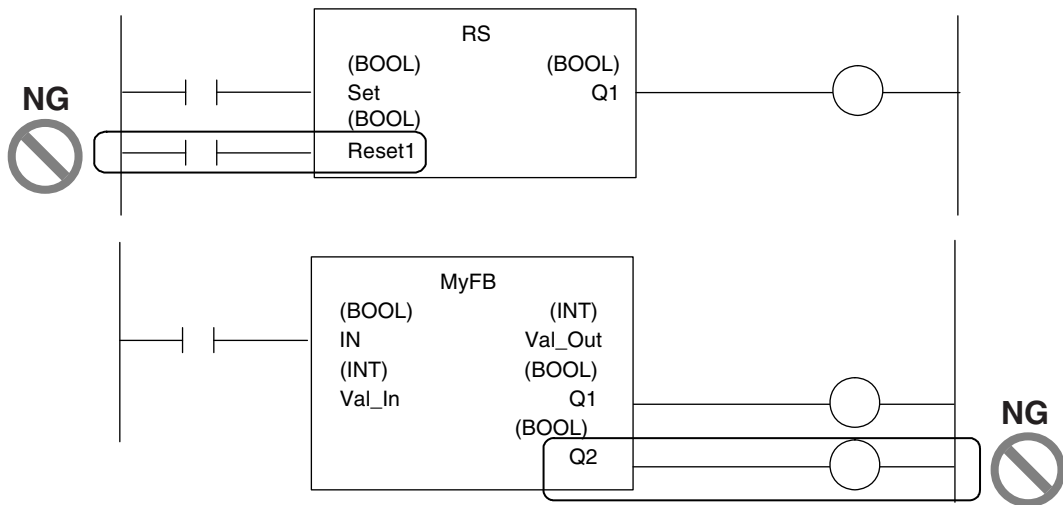 RS
(BOOL) (BOOL)
NG
Set Q1
(BOOL)
Reset1
MyFB
(BOOL) (INT)
IN Val_Out
(INT) (BOOL)
Val_In Q1
(BOOL)
NG
Q2